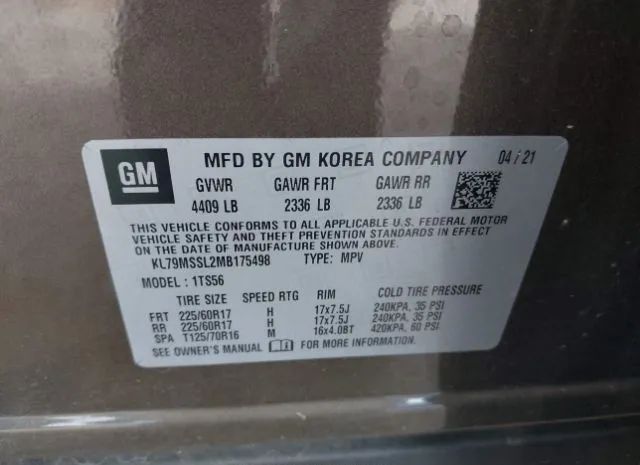 GM MFD BY GM KOREA COMPANY 04 / 21
GVWR GAWR FRT GAWR RR
4409 LB 2336 LB 2336 LB
THIS VEHICLE CONFORMS TO ALL APPLICABLE U.S. FEDERAL MOTOR
VEHICLE SAFETY, BUMPER, AND THEFT PREVENTION STANDARDS IN EFFECT
ON THE DATE OF MANUFACTURE SHOWN ABOVE.
KL79MSSL2MB175498 TYPE: MPV
MODEL : 1TS56
TIRE SIZE SPEED RTG RIM COLD TIRE PRESSURE
FRT 225/60R17 H 17x7.5J 240KPA, 35 PSI
RR 225/60R17 H 17x7.5J 240KPA, 35 PSI
SPA T125/70R16 M 16x4.0BT 420KPA, 60 PSI
SEE OWNER'S MANUAL FOR MORE INFORMATION.